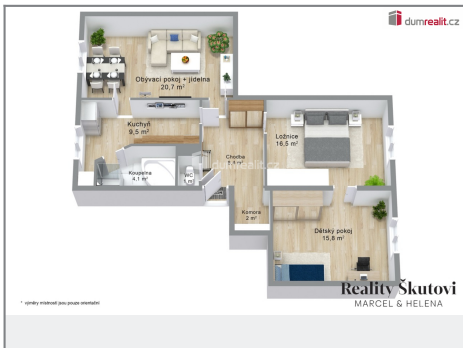 dumrealit.cz
Obývací pokoj + jídelna
20,7 m²
Kuchyň
9,5 m²
Ložnice
16,5 m²
dumrealit.cz
Chodba
Koupelna
4,1 m²
WC
Komora
2 m²
Dětský pokoj
15,8 m²
Reality Škutovi
MARCEL & HELENA
* výměry místností jsou pouze orientační